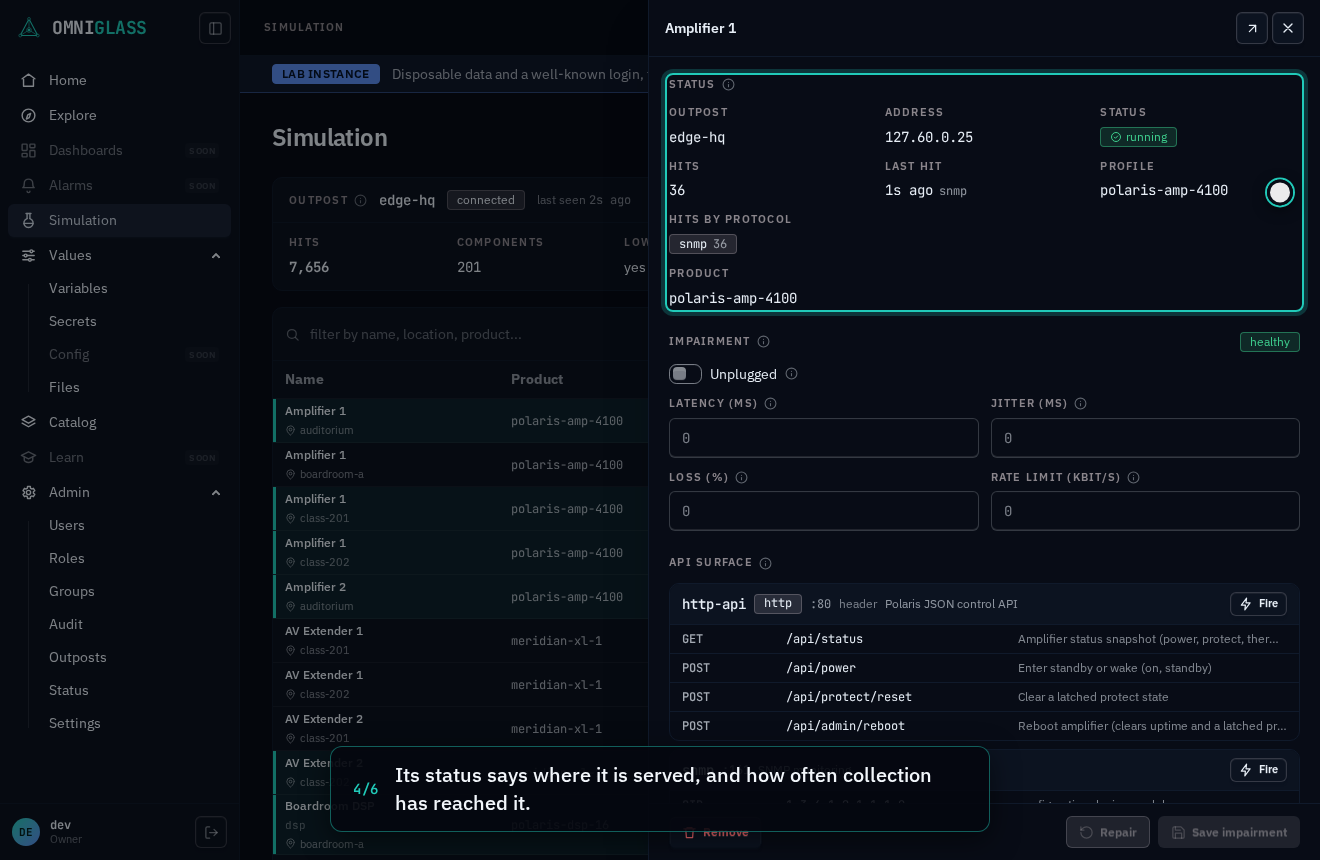 OMNIGLASS
SIMULATION
Amplifier 1
Home
Explore
Dashboards SOON
Alarms SOON
Simulation
Values
Variables
Secrets
Config SOON
Files
Catalog
Learn SOON
Admin
Users
Roles
Groups
Audit
Outposts
Status
Settings
DE dev
Owner
LAB INSTANCE Disposable data and a well-known login,
Simulation
OUTPOST edge-hq connected last seen 2s ago
HITS COMPONENTS LOW
7,656 201 yes
filter by name, location, product...
Name Product
Amplifier 1
auditorium
polaris-amp-4100
Amplifier 1
boardroom-a
polaris-amp-4100
Amplifier 1
class-201
polaris-amp-4100
Amplifier 1
class-202
polaris-amp-4100
Amplifier 2
auditorium
polaris-amp-4100
AV Extender 1
class-201
meridian-xl-1
AV Extender 1
class-202
meridian-xl-1
AV Extender 2
class-201
meridian-xl-1
AV Extender 2
class-
Boardroom DSP
dsp
boardroom-a
STATUS
OUTPOST ADDRESS STATUS
edge-hq 127.60.0.25 running
HITS LAST HIT PROFILE
36 1s ago snmp polaris-amp-4100
HITS BY PROTOCOL
snmp 36
PRODUCT
polaris-amp-4100
IMPAIRMENT healthy
Unplugged
LATENCY (MS) JITTER (MS)
0 0
LOSS (%) RATE LIMIT (KBIT/S)
0 0
API SURFACE
http-api http :80 header Polaris JSON control API Fire
GET /api/status Amplifier status snapshot (power, protect, ther...
POST /api/power Enter standby or wake (on, standby)
POST /api/protect/reset Clear a latched protect state
POST /api/admin/reboot Reboot amplifier (clears uptime and a latched pr...
Fire
4/6 Its status says where it is served, and how often collection
has reached it.
Remove Repair Save impairment